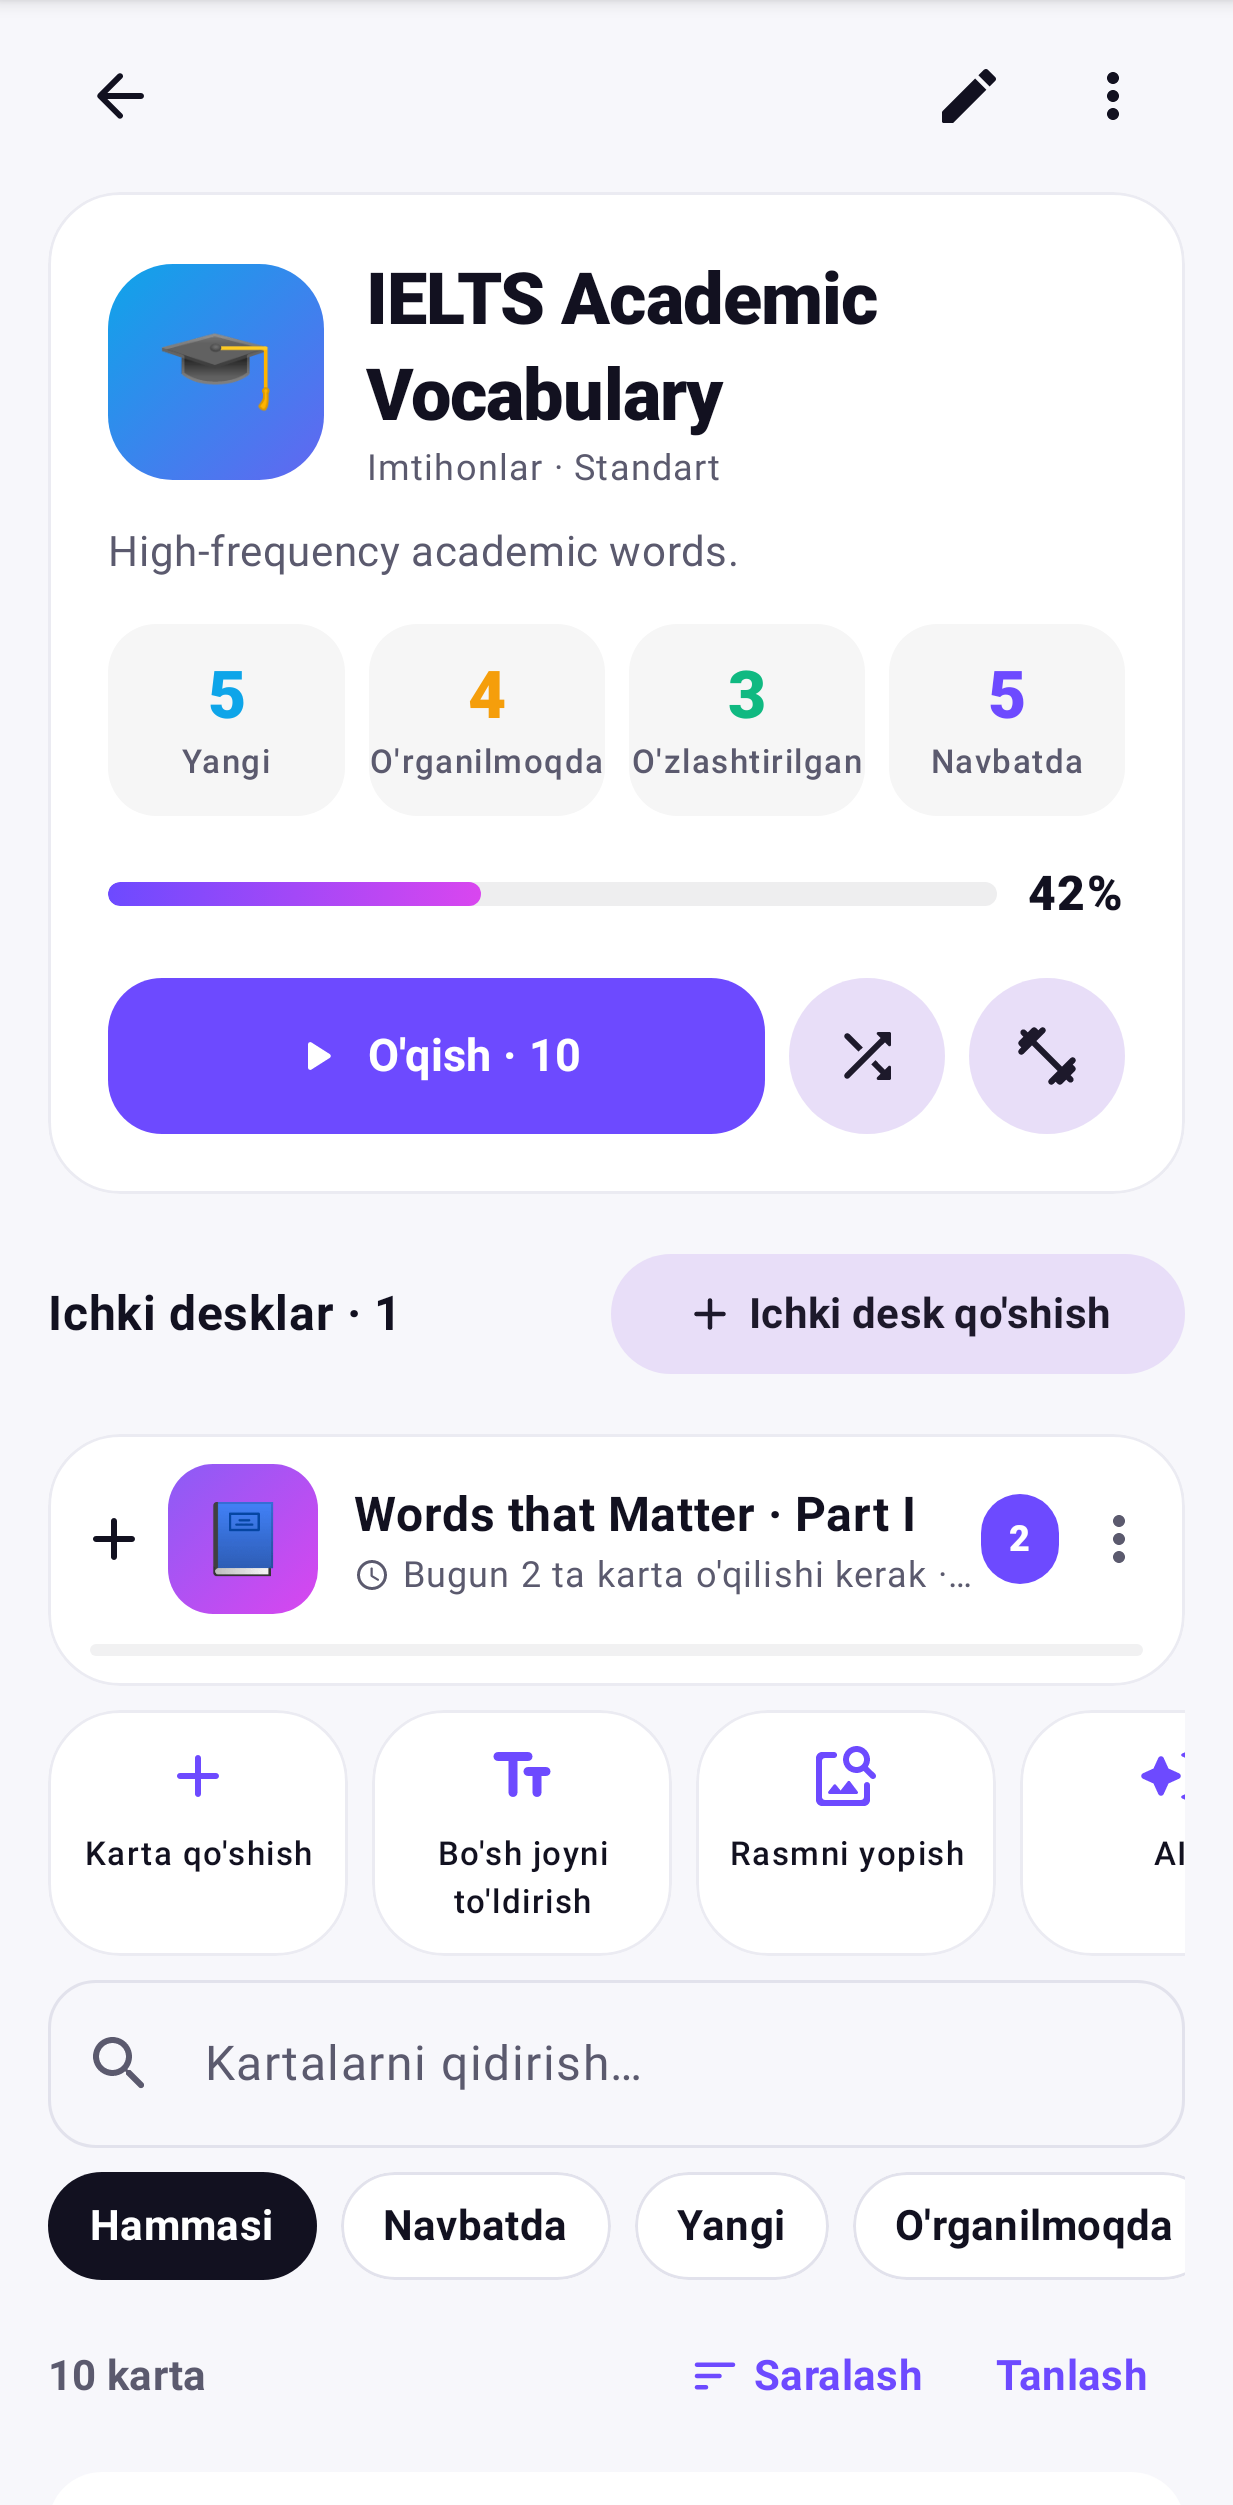 IELTS Academic
Vocabulary
Imtihonlar · Standart
High-frequency academic words.
5
Yangi
4
O'rganilmoqda
3
O'zlashtirilgan
5
Navbatda
42%
O'qish · 10
Ichki desklar · 1
Ichki desk qo'shish
Words that Matter · Part I
Bugun 2 ta karta o'qilishi kerak ·…
2
Karta qo'shish
Bo'sh joyni
to'ldirish
Rasmni yopish
AI
Kartalarni qidirish...
Hammasi
Navbatda
Yangi
O'rganilmoqda
10 karta
Saralash
Tanlash